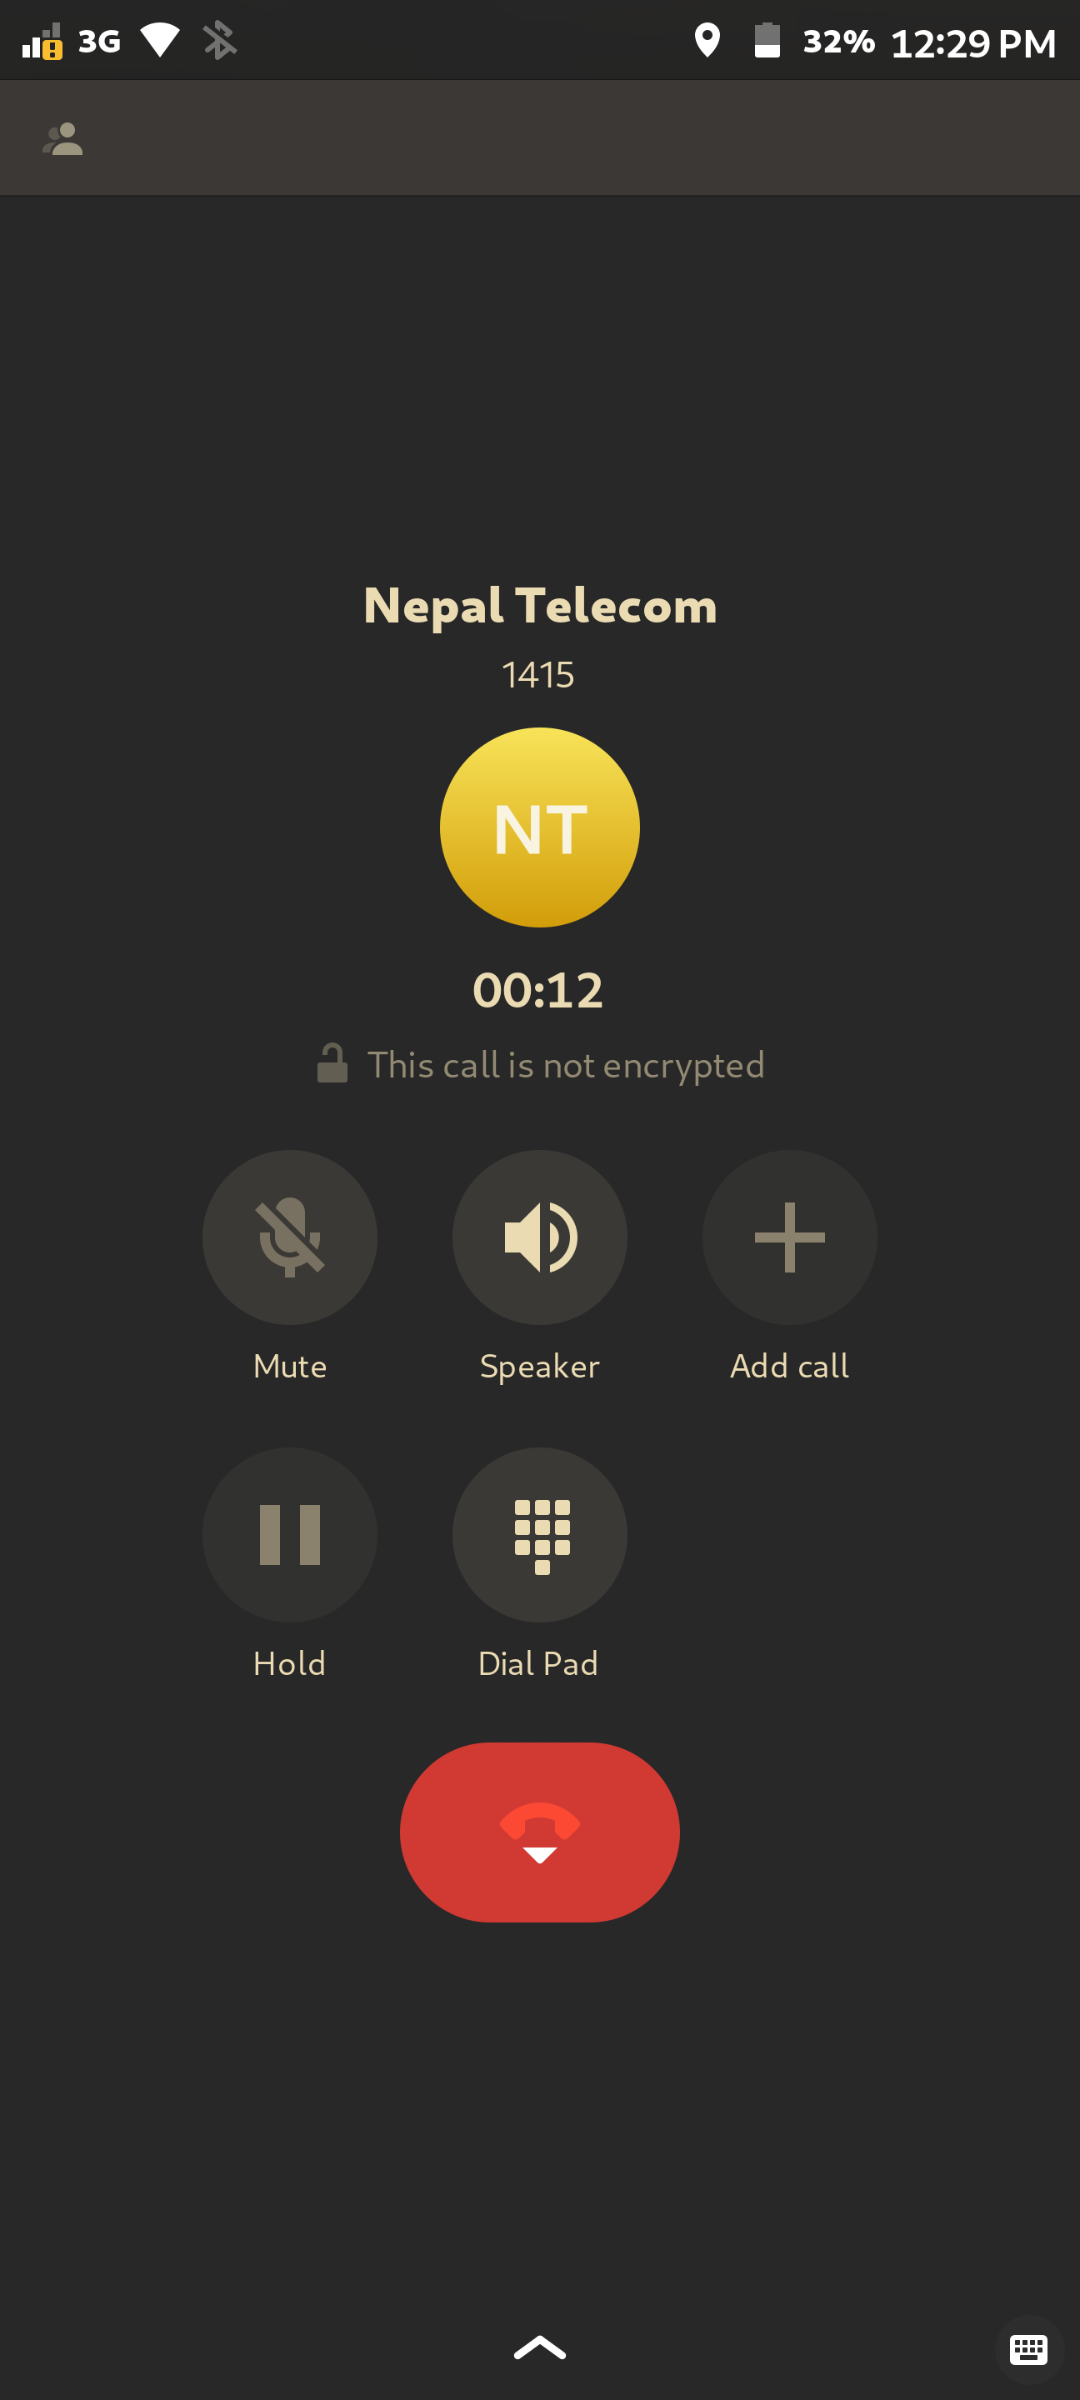 3G 32% 12:29 PM
Nepal Telecom
1415
NT
00:12
This call is not encrypted
Mute Speaker Add call
Hold Dial Pad